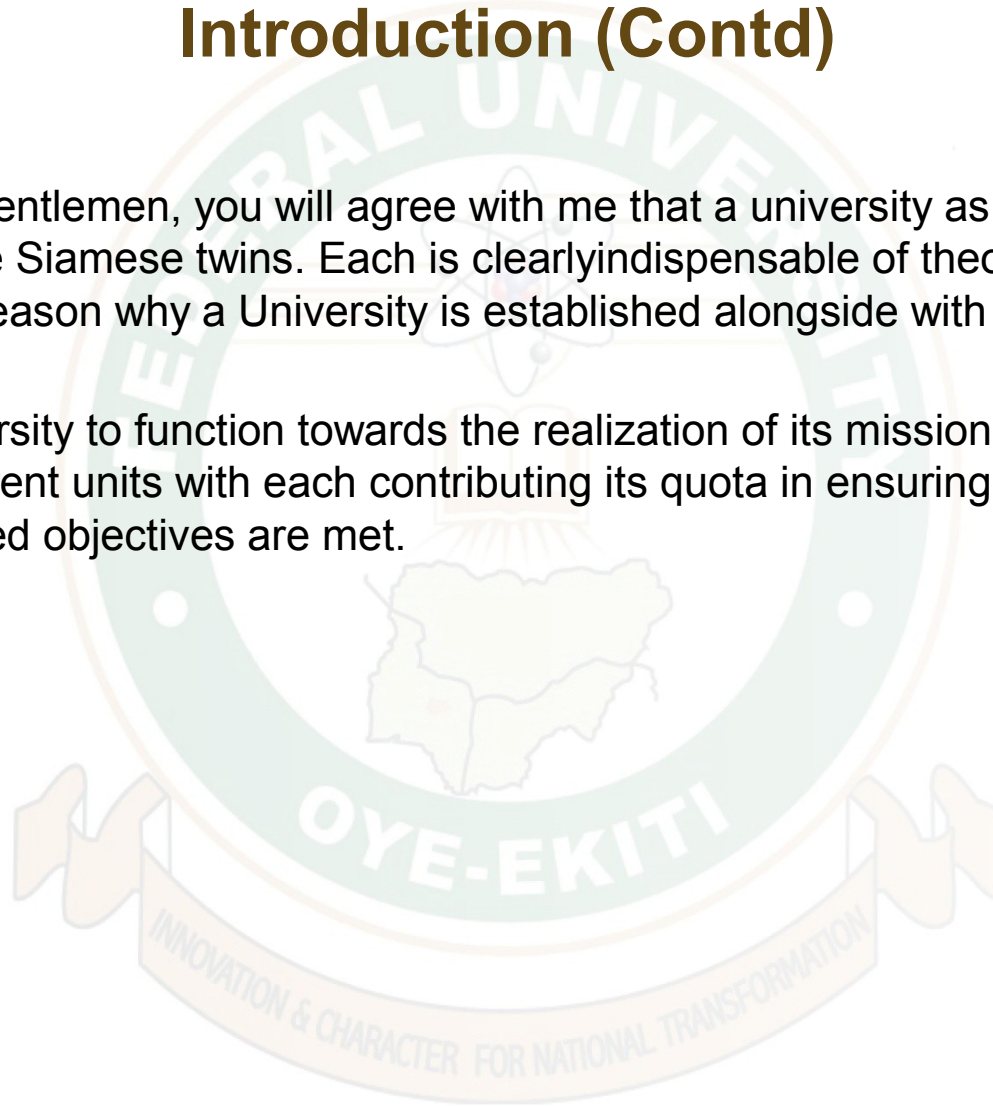 Introduction (Contd)
entlemen, you will agree with me that a university as
e Siamese twins. Each is clearlyindispensable of theo
eason why a University is established alongside with
rsity to function towards the realization of its mission
ent units with each contributing its quota in ensuring
ed objectives are met.
FEDERAL UNIVERSITY
OYE-EKITI
INNOVATION & CHARACTER FOR NATIONAL TRANSFORMATION